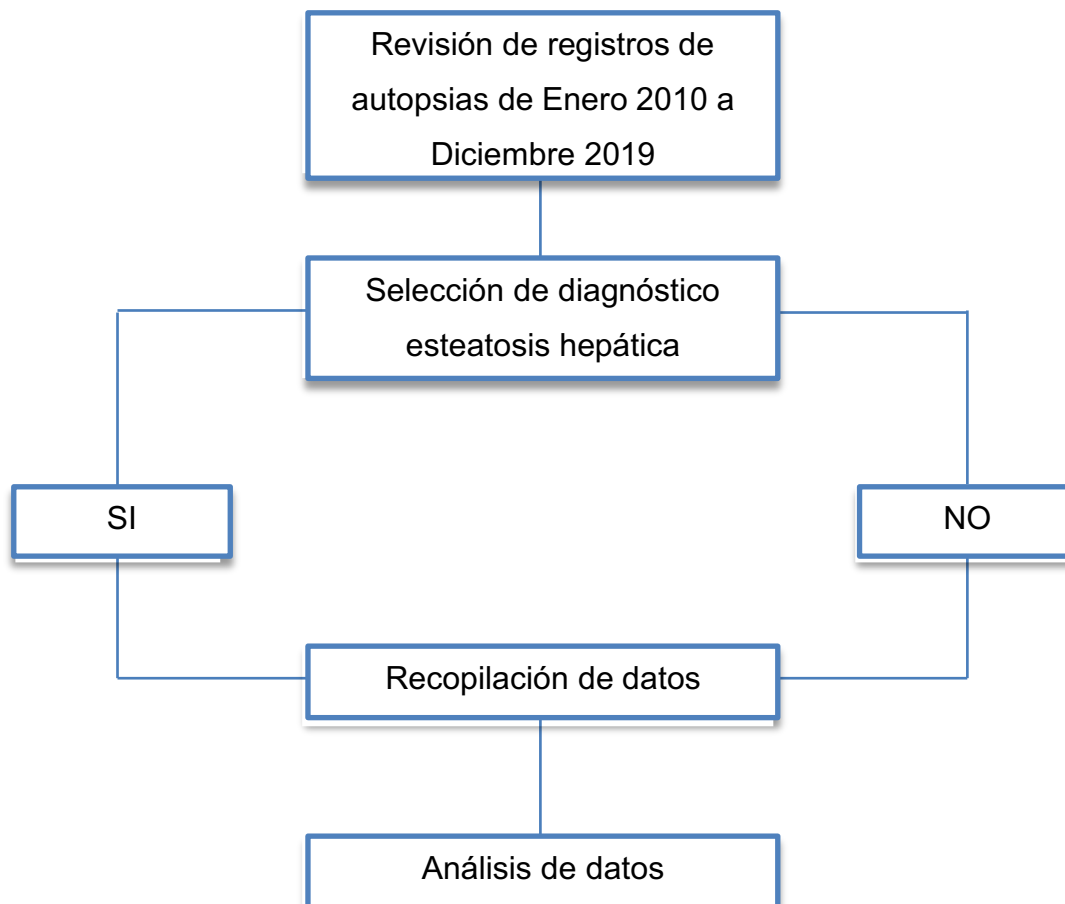 Revisión de registros de
autopsias de Enero 2010 a
Diciembre 2019
Selección de diagnóstico
esteatosis hepática
SI
NO
Recopilación de datos
Análisis de datos